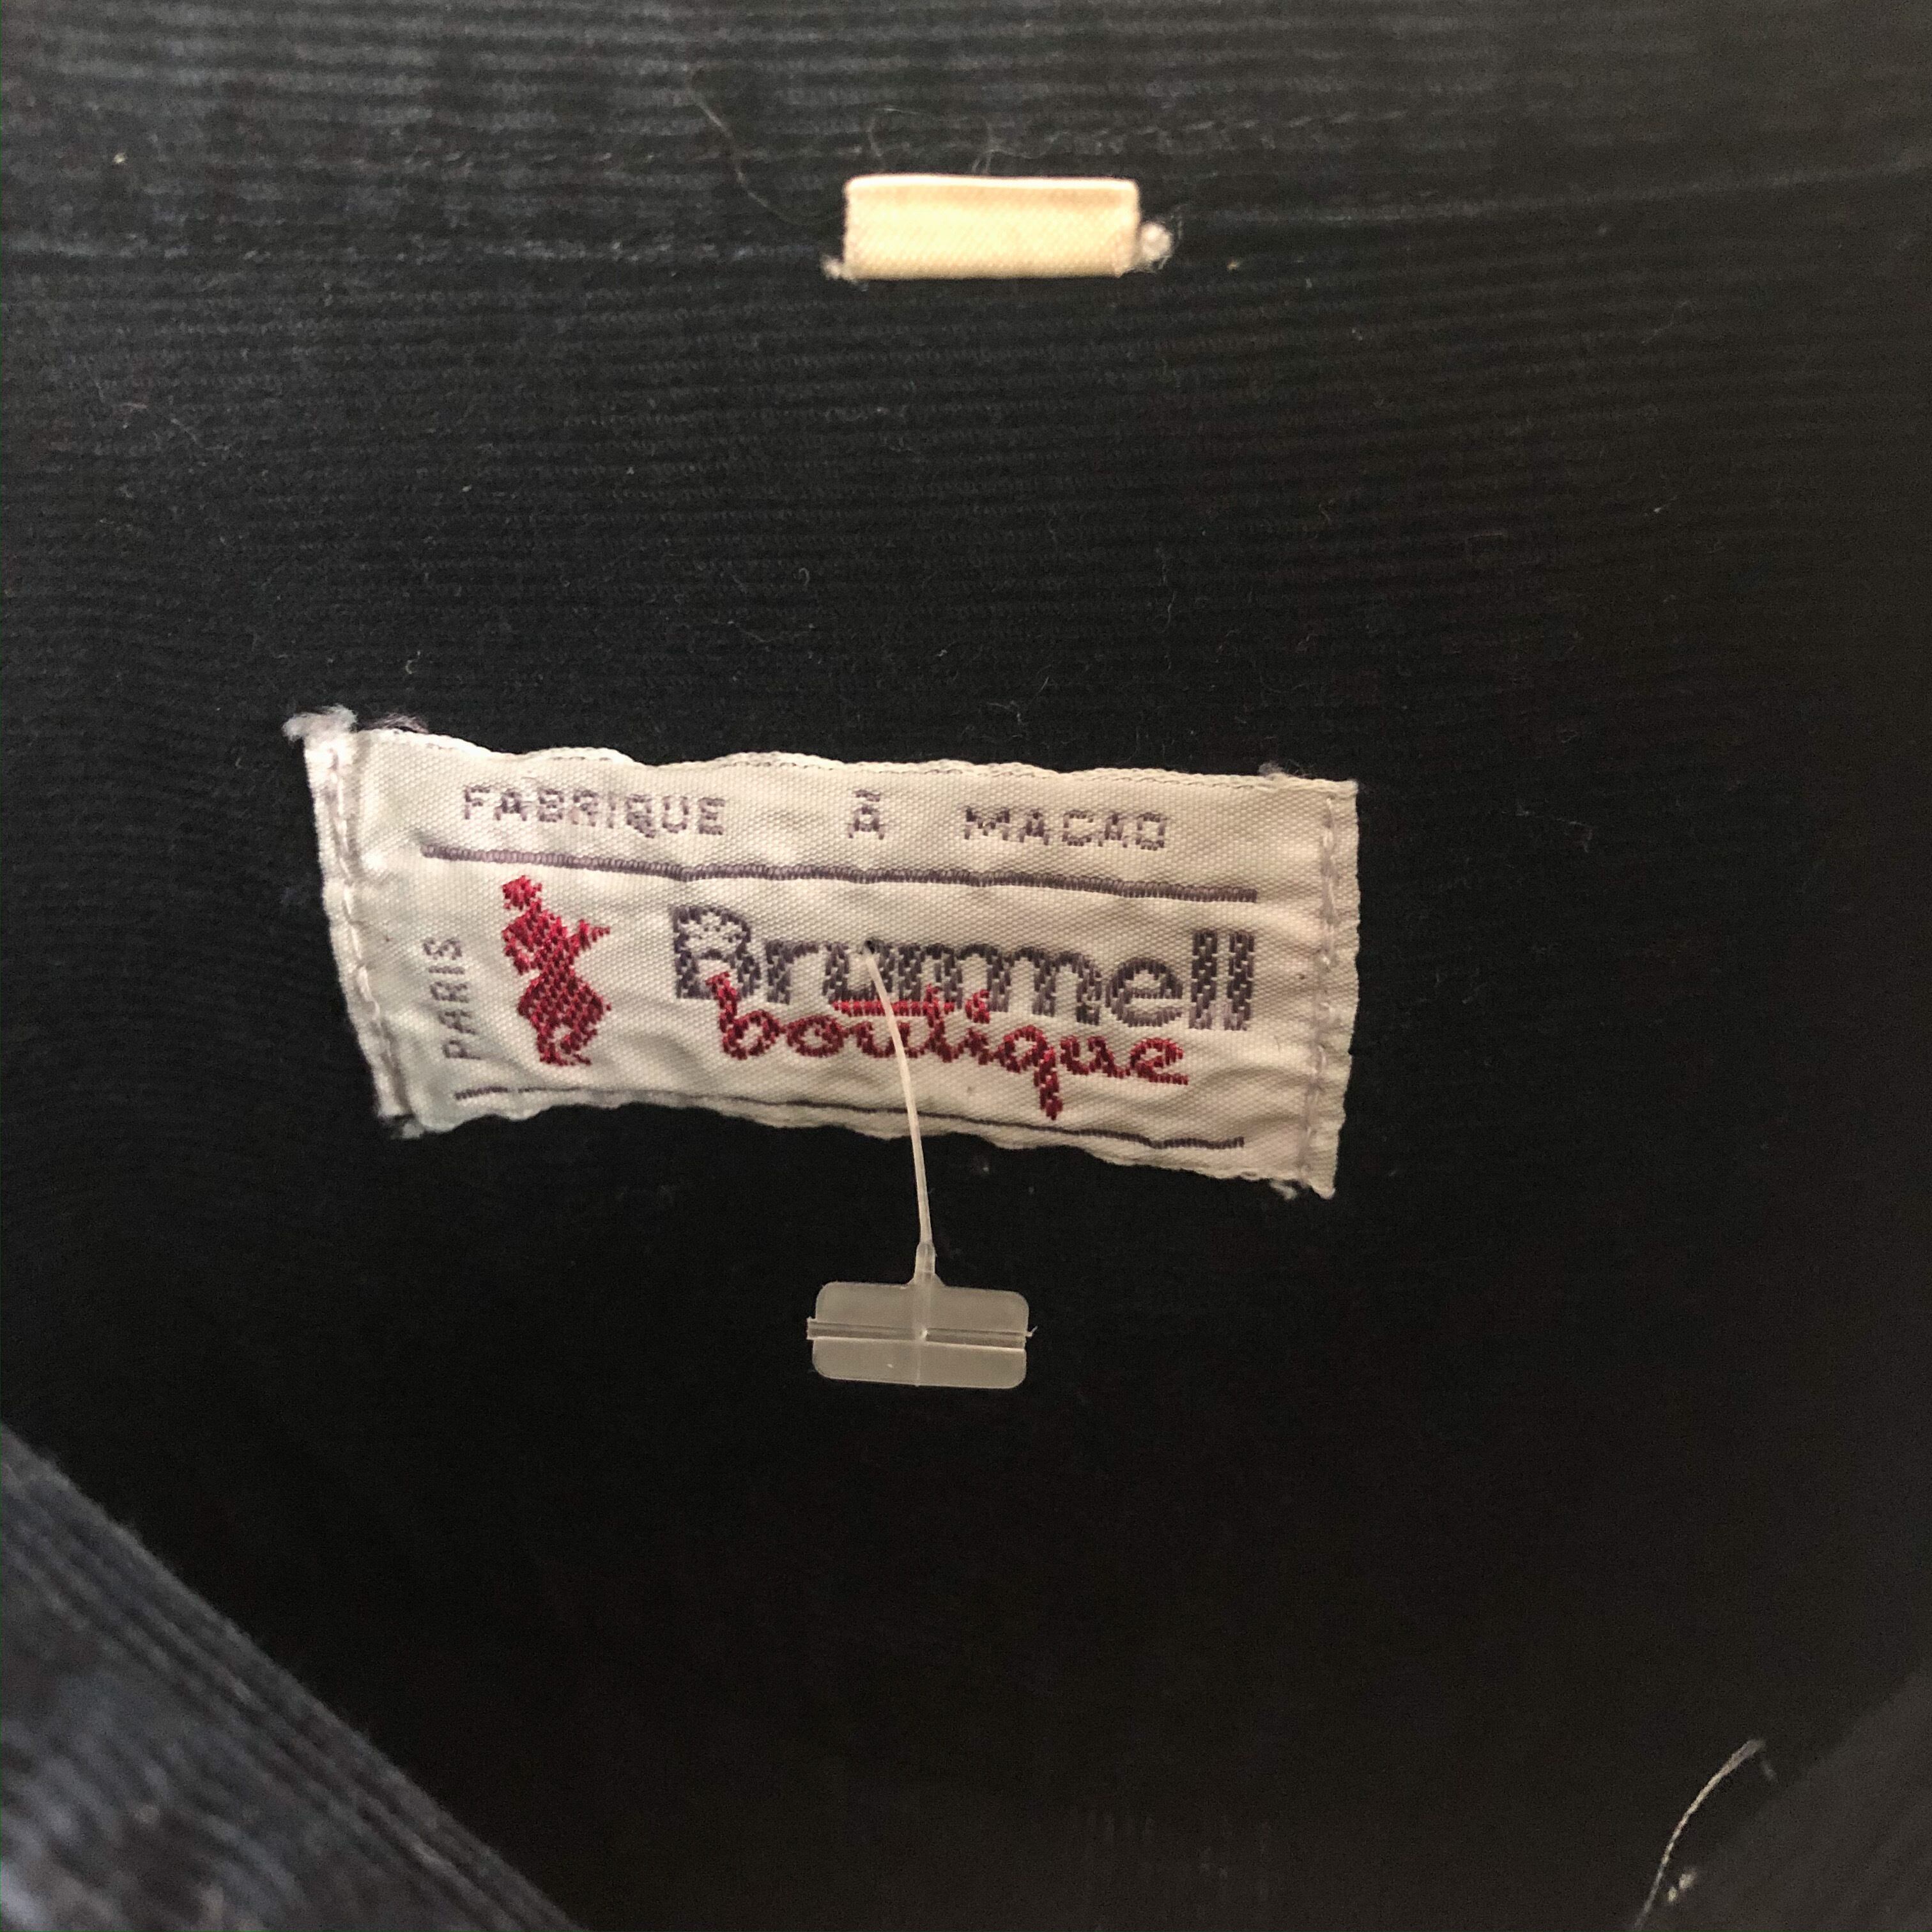 FABRIQUE Ã MACAO
PARIS
Brummell
boutique